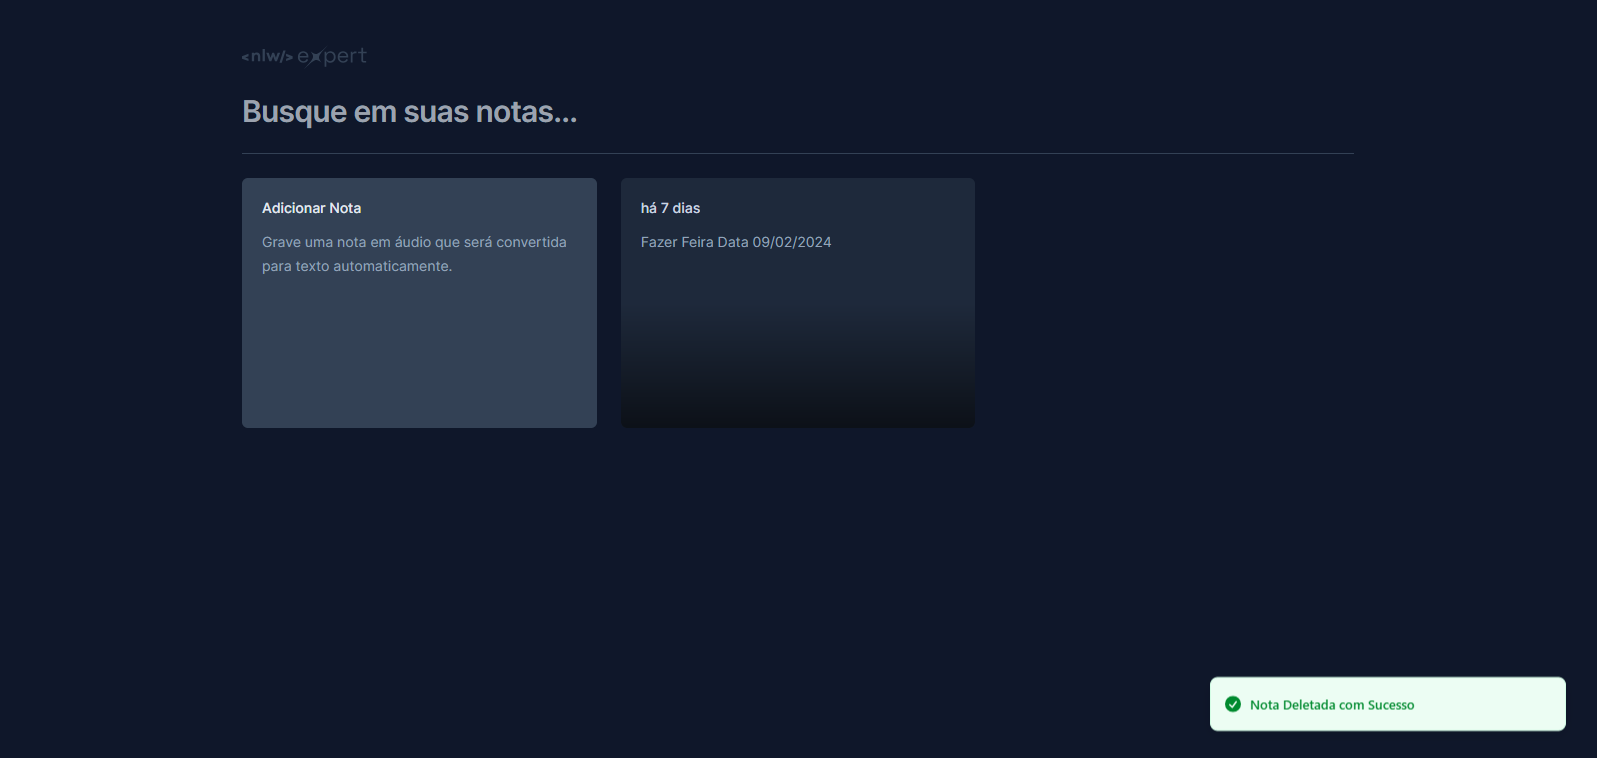 <nlw/> expert
Busque em suas notas...
Adicionar Nota
Grave uma nota em áudio que será convertida
para texto automaticamente.
há 7 dias
Fazer Feira Data 09/02/2024
Nota Deletada com Sucesso